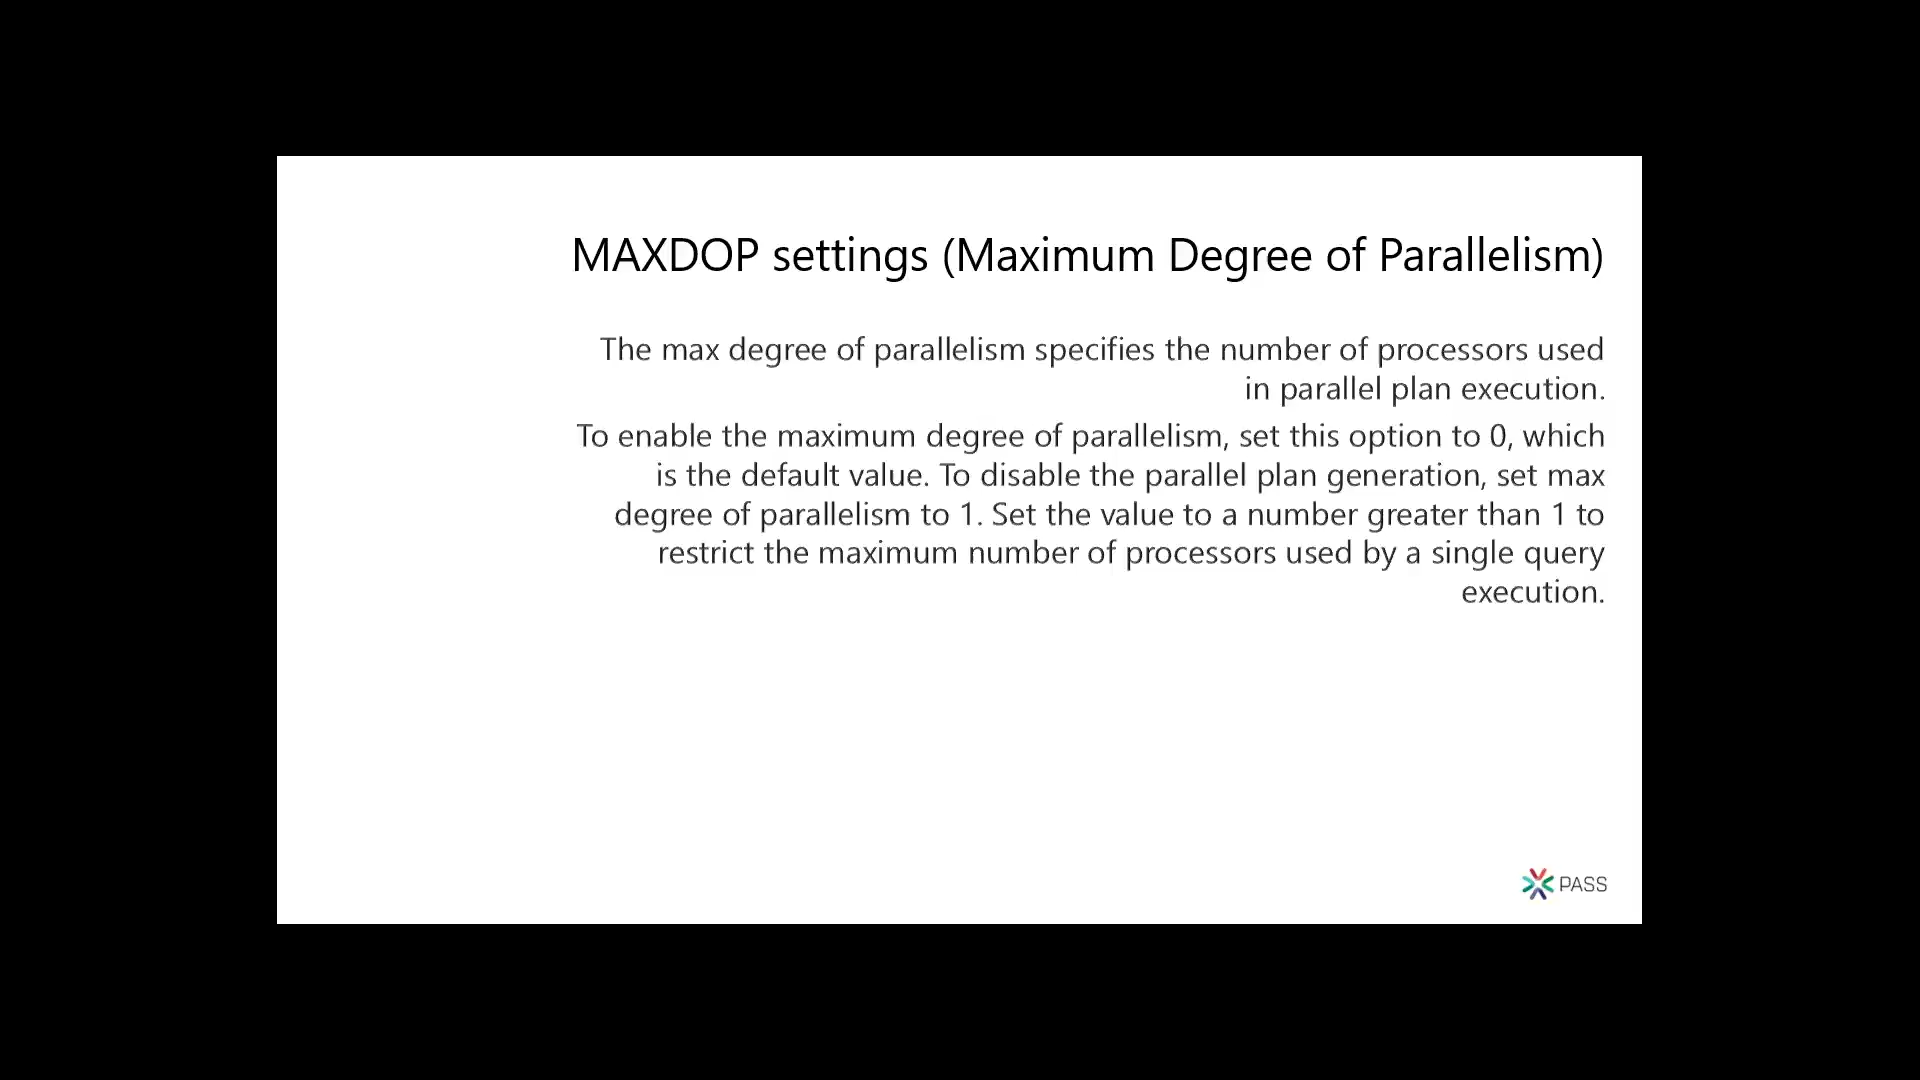 MAXDOP settings (Maximum Degree of Parallelism)
The max degree of parallelism specifies the number of processors used
in parallel plan execution.
To enable the maximum degree of parallelism, set this option to 0, which
is the default value. To disable the parallel plan generation, set max
degree of parallelism to 1. Set the value to a number greater than 1 to
restrict the maximum number of processors used by a single query
execution.
PASS